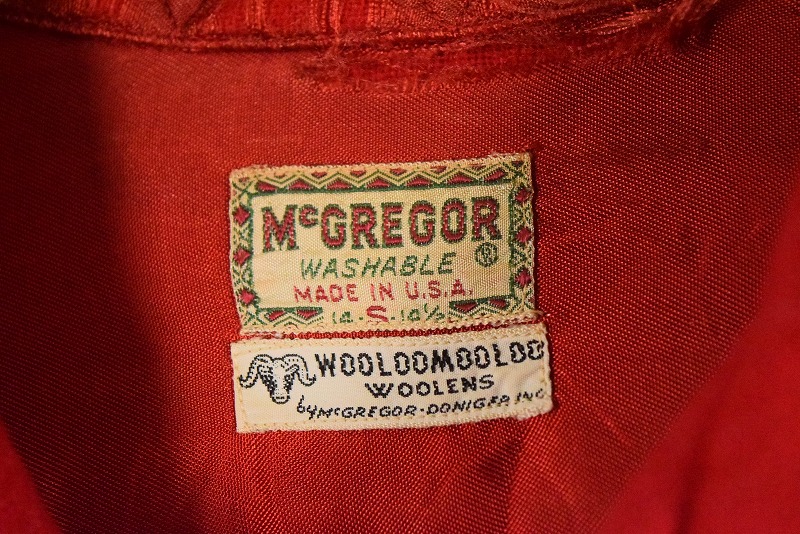 McGREGOR
®
WASHABLE
MADE IN U.S.A.
14-S-14½
WOOLOOMOOLOO
WOOLENS
by McGREGOR-DONIGER INC